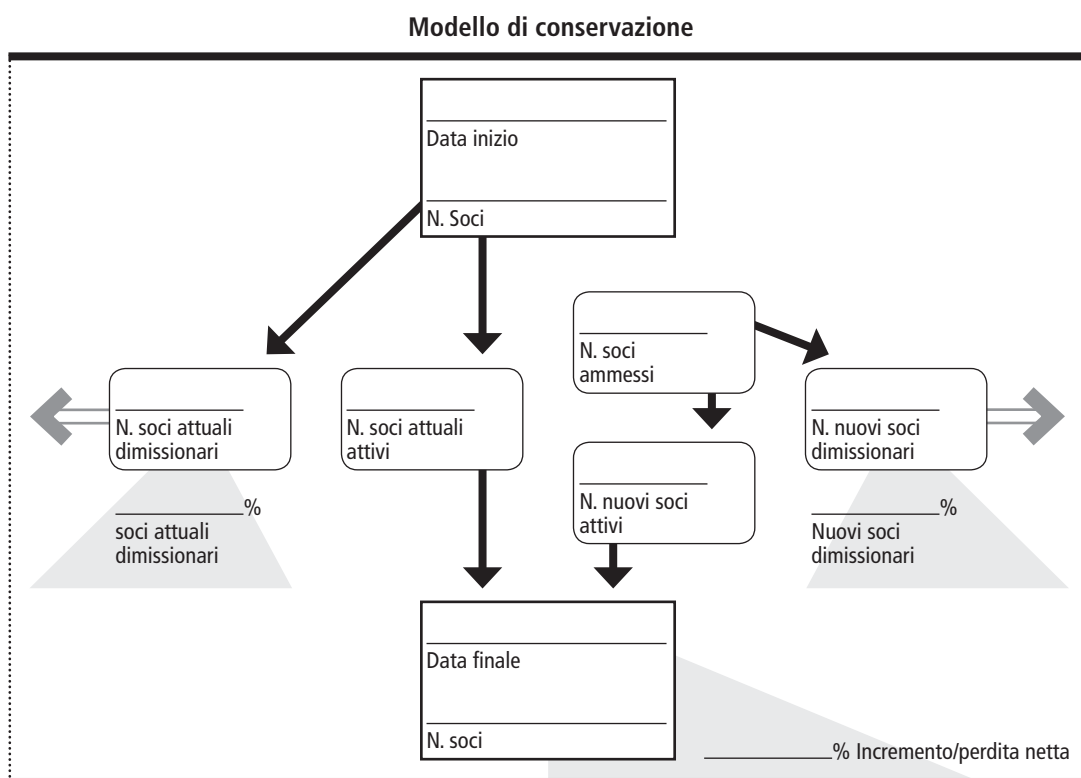 Modello di conservazione
Data inizio
N. Soci
N. soci
ammessi
N. soci attuali
dimissionari
N. soci attuali
attivi
N. nuovi soci
dimissionari
N. nuovi soci
attivi
%
soci attuali
dimissionari
%
Nuovi soci
dimissionari
Data finale
N. soci
% Incremento/perdita netta